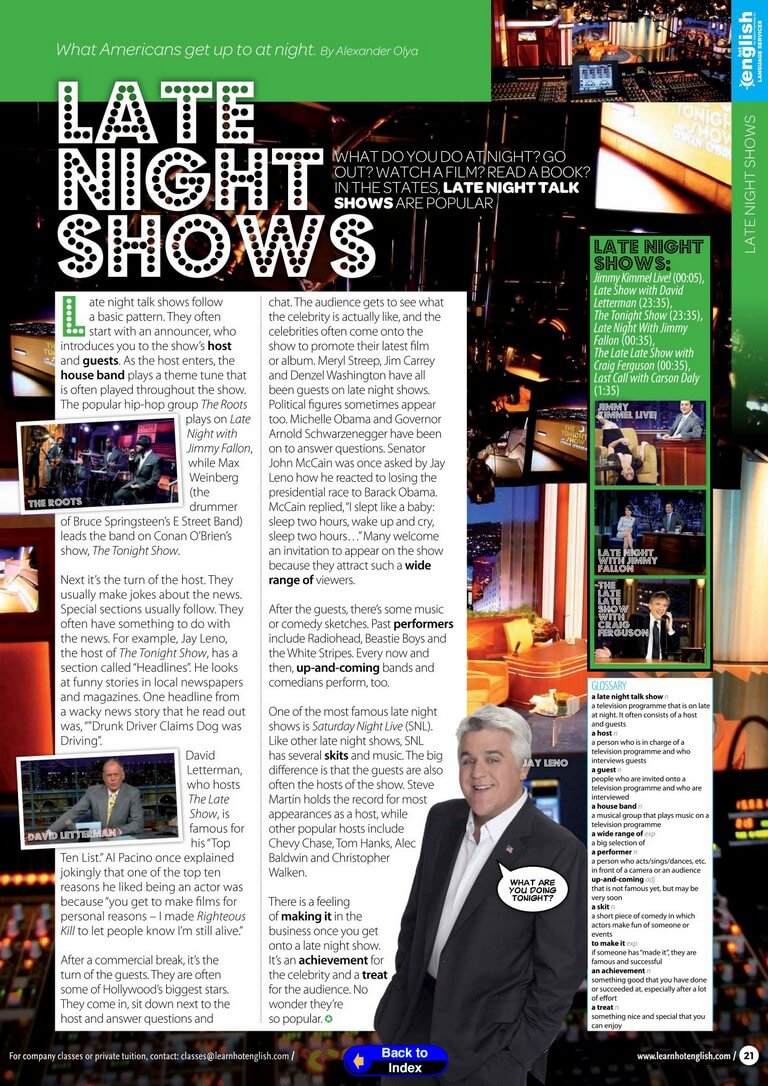 What Americans get up to at night. By Alexander Olya
LATE
NIGHT
SHOWS
WHAT DO YOU DO AT NIGHT? GO
OUT? WATCH A FILM? READ A BOOK?
IN THE STATES, LATE NIGHT TALK
SHOWS ARE POPULAR
english
LANGUAGE SERVICES
LATE NIGHT SHOWS
Late night talk shows follow
a basic pattern. They often
start with an announcer, who
introduces you to the show's host
and guests. As the host enters, the
house band plays a theme tune that
is often played throughout the show.
The popular hip-hop group The Roots
plays on Late
Night with
Jimmy Fallon,
while Max
Weinberg
(the
drummer
of Bruce Springsteen's E Street Band)
leads the band on Conan O'Brien's
show, The Tonight Show.
THE ROOTS
Next it's the turn of the host. They
usually make jokes about the news.
Special sections usually follow. They
often have something to do with
the news. For example, Jay Leno,
the host of The Tonight Show, has a
section called "Headlines". He looks
at funny stories in local newspapers
and magazines. One headline from
a wacky news story that he read out
was, ""Drunk Driver Claims Dog was
Driving".
David
Letterman,
who hosts
The Late
Show, is
famous for
his "Top
Ten List." Al Pacino once explained
jokingly that one of the top ten
reasons he liked being an actor was
because "you get to make films for
personal reasons – I made Righteous
Kill to let people know I'm still alive."
DAVID LETTERMAN
After a commercial break, it's the
turn of the guests. They are often
some of Hollywood's biggest stars.
They come in, sit down next to the
host and answer questions and
chat. The audience gets to see what
the celebrity is actually like, and the
celebrities often come onto the
show to promote their latest film
or album. Meryl Streep, Jim Carrey
and Denzel Washington have all
been guests on late night shows.
Political figures sometimes appear
too. Michelle Obama and Governor
Arnold Schwarzenegger have been
on to answer questions. Senator
John McCain was once asked by Jay
Leno how he reacted to losing the
presidential race to Barack Obama.
McCain replied, "I slept like a baby:
sleep two hours, wake up and cry,
sleep two hours…" Many welcome
an invitation to appear on the show
because they attract such a wide
range of viewers.
After the guests, there's some music
or comedy sketches. Past performers
include Radiohead, Beastie Boys and
the White Stripes. Every now and
then, up-and-coming bands and
comedians perform, too.
One of the most famous late night
shows is Saturday Night Live (SNL).
Like other late night shows, SNL
has several skits and music. The big
difference is that the guests are also
often the hosts of the show. Steve
Martin holds the record for most
appearances as a host, while
other popular hosts include
Chevy Chase, Tom Hanks, Alec
Baldwin and Christopher
Walken.
There is a feeling
of making it in the
business once you get
onto a late night show.
It's an achievement for
the celebrity and a treat
for the audience. No
wonder they're
so popular.
JAY LENO
WHAT ARE
YOU DOING
TONIGHT?
LATE NIGHT
SHOWS:
Jimmy Kimmel Live! (00:05),
Late Show with David
Letterman (23:35),
The Tonight Show (23:35),
Late Night With Jimmy
Fallon (00:35),
The Late Late Show with
Craig Ferguson (00:35),
Last Call with Carson Daly
(1:35)
JIMMY
KIMMEL LIVE!
LATE NIGHT
WITH JIMMY
FALLON
THE
LATE
LATE
SHOW
WITH
CRAIG
FERGUSON
GLOSSARY
a late night talk show n
a television programme that is on late
at night. It often consists of a host
and guests
a host n
a person who is in charge of a
television programme and who
interviews guests
a guest n
people who are invited onto a
television programme and who are
interviewed
a house band n
a musical group that plays music on a
television programme
a wide range of exp
a big selection of
a performer n
a person who acts/sings/dances, etc.
in front of a camera or an audience
up-and-coming adj
that is not famous yet, but may be
very soon
a skit n
a short piece of comedy in which
actors make fun of someone or
events
to make it exp
if someone has "made it", they are
famous and successful
an achievement n
something good that you have done
or succeeded at, especially after a lot
of effort
a treat n
something nice and special that you
can enjoy
For company classes or private tuition, contact: classes@learnhotenglish.com /
Back to
Index
www.learnhotenglish.com / 21